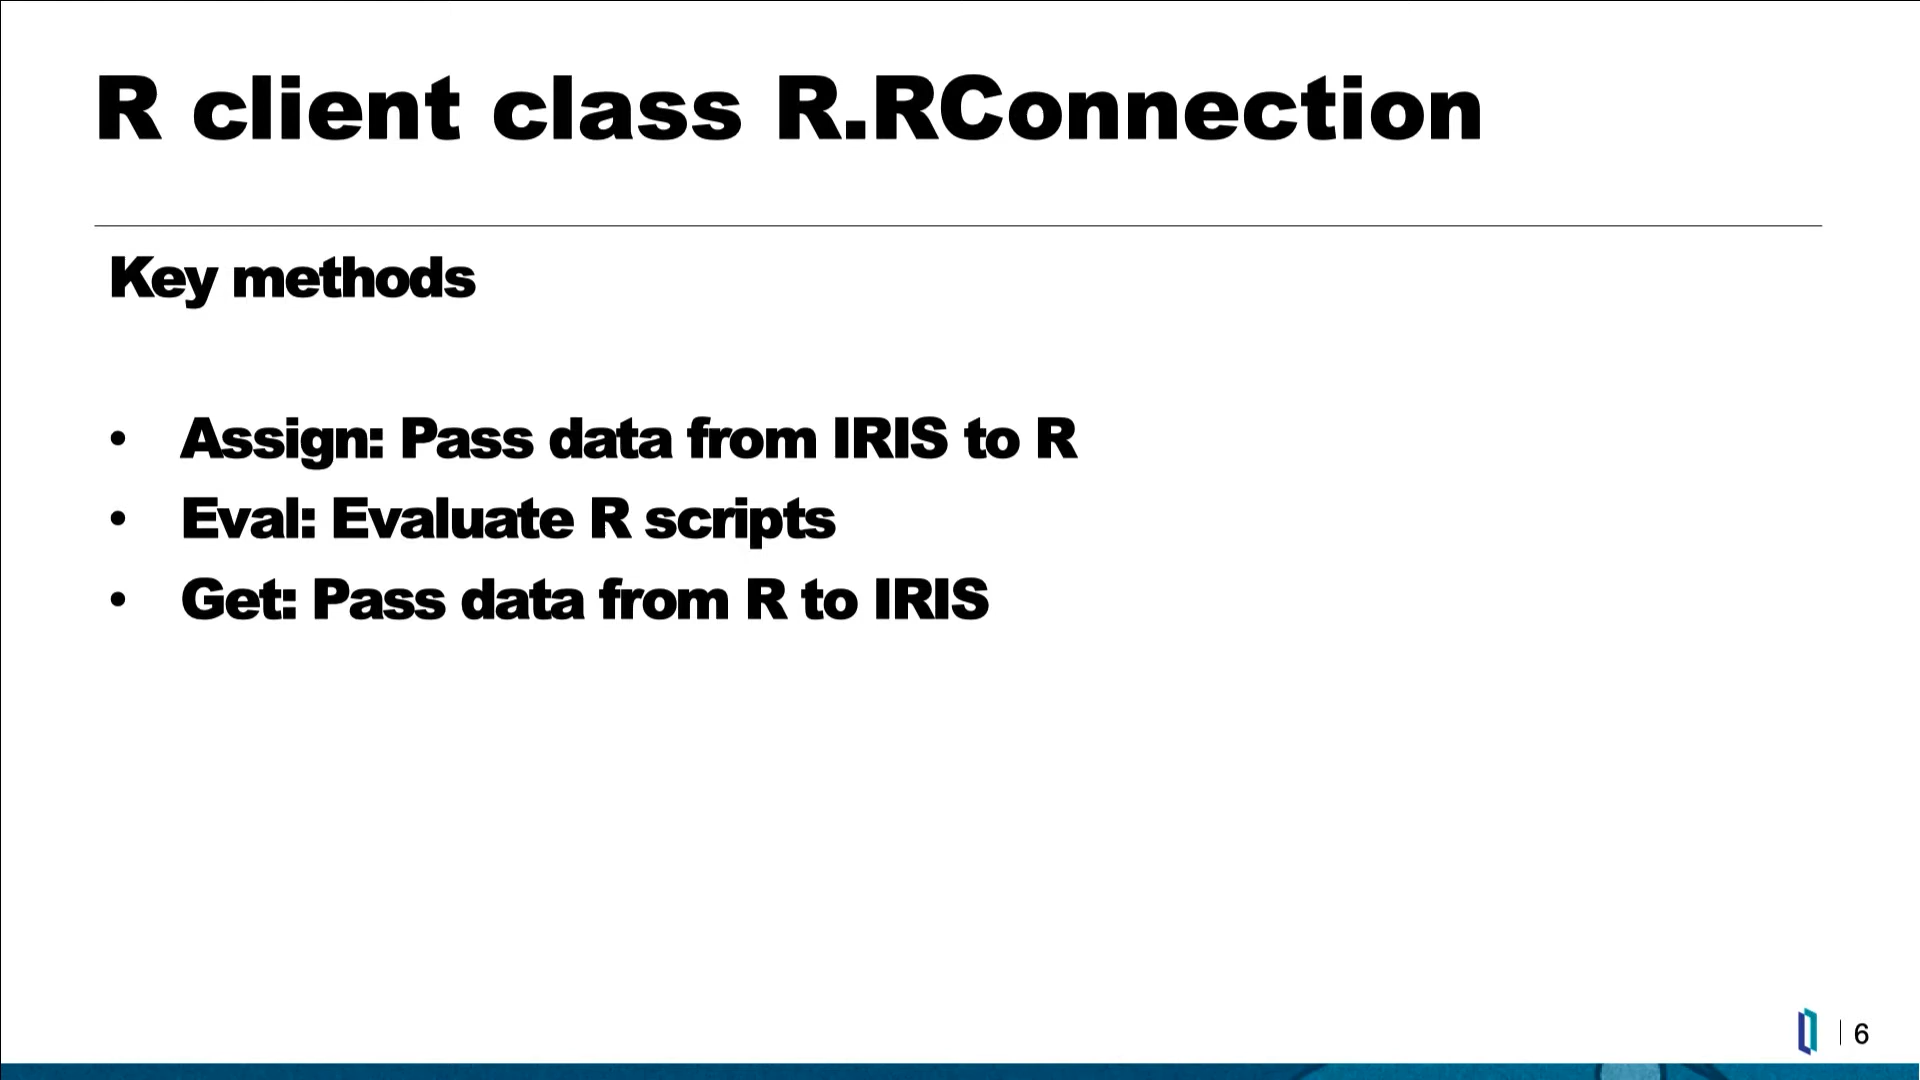 R client class R.RConnection
Key methods
• Assign: Pass data from IRIS to R
• Eval: Evaluate R scripts
• Get: Pass data from R to IRIS
6